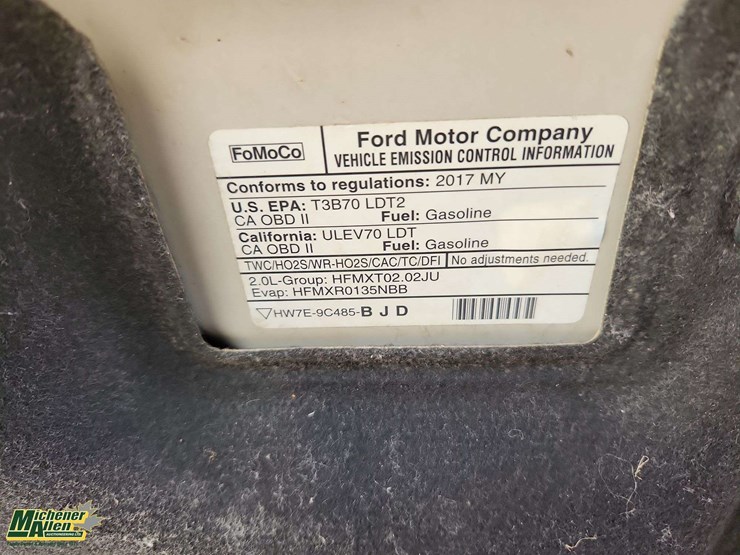 FoMoCo
Ford Motor Company
VEHICLE EMISSION CONTROL INFORMATION
Conforms to regulations: 2017 MY
U.S. EPA: T3B70 LDT2
CA OBD II Fuel: Gasoline
California: ULEV70 LDT
CA OBD II Fuel: Gasoline
TWC/HO2S/WR-HO2S/CAC/TC/DFI No adjustments needed.
2.0L-Group: HFMXT02.02JU
Evap: HFMXR0135NBB
▽HW7E-9C485-B J D
Michener
Allen
AUCTIONEERING LTD.